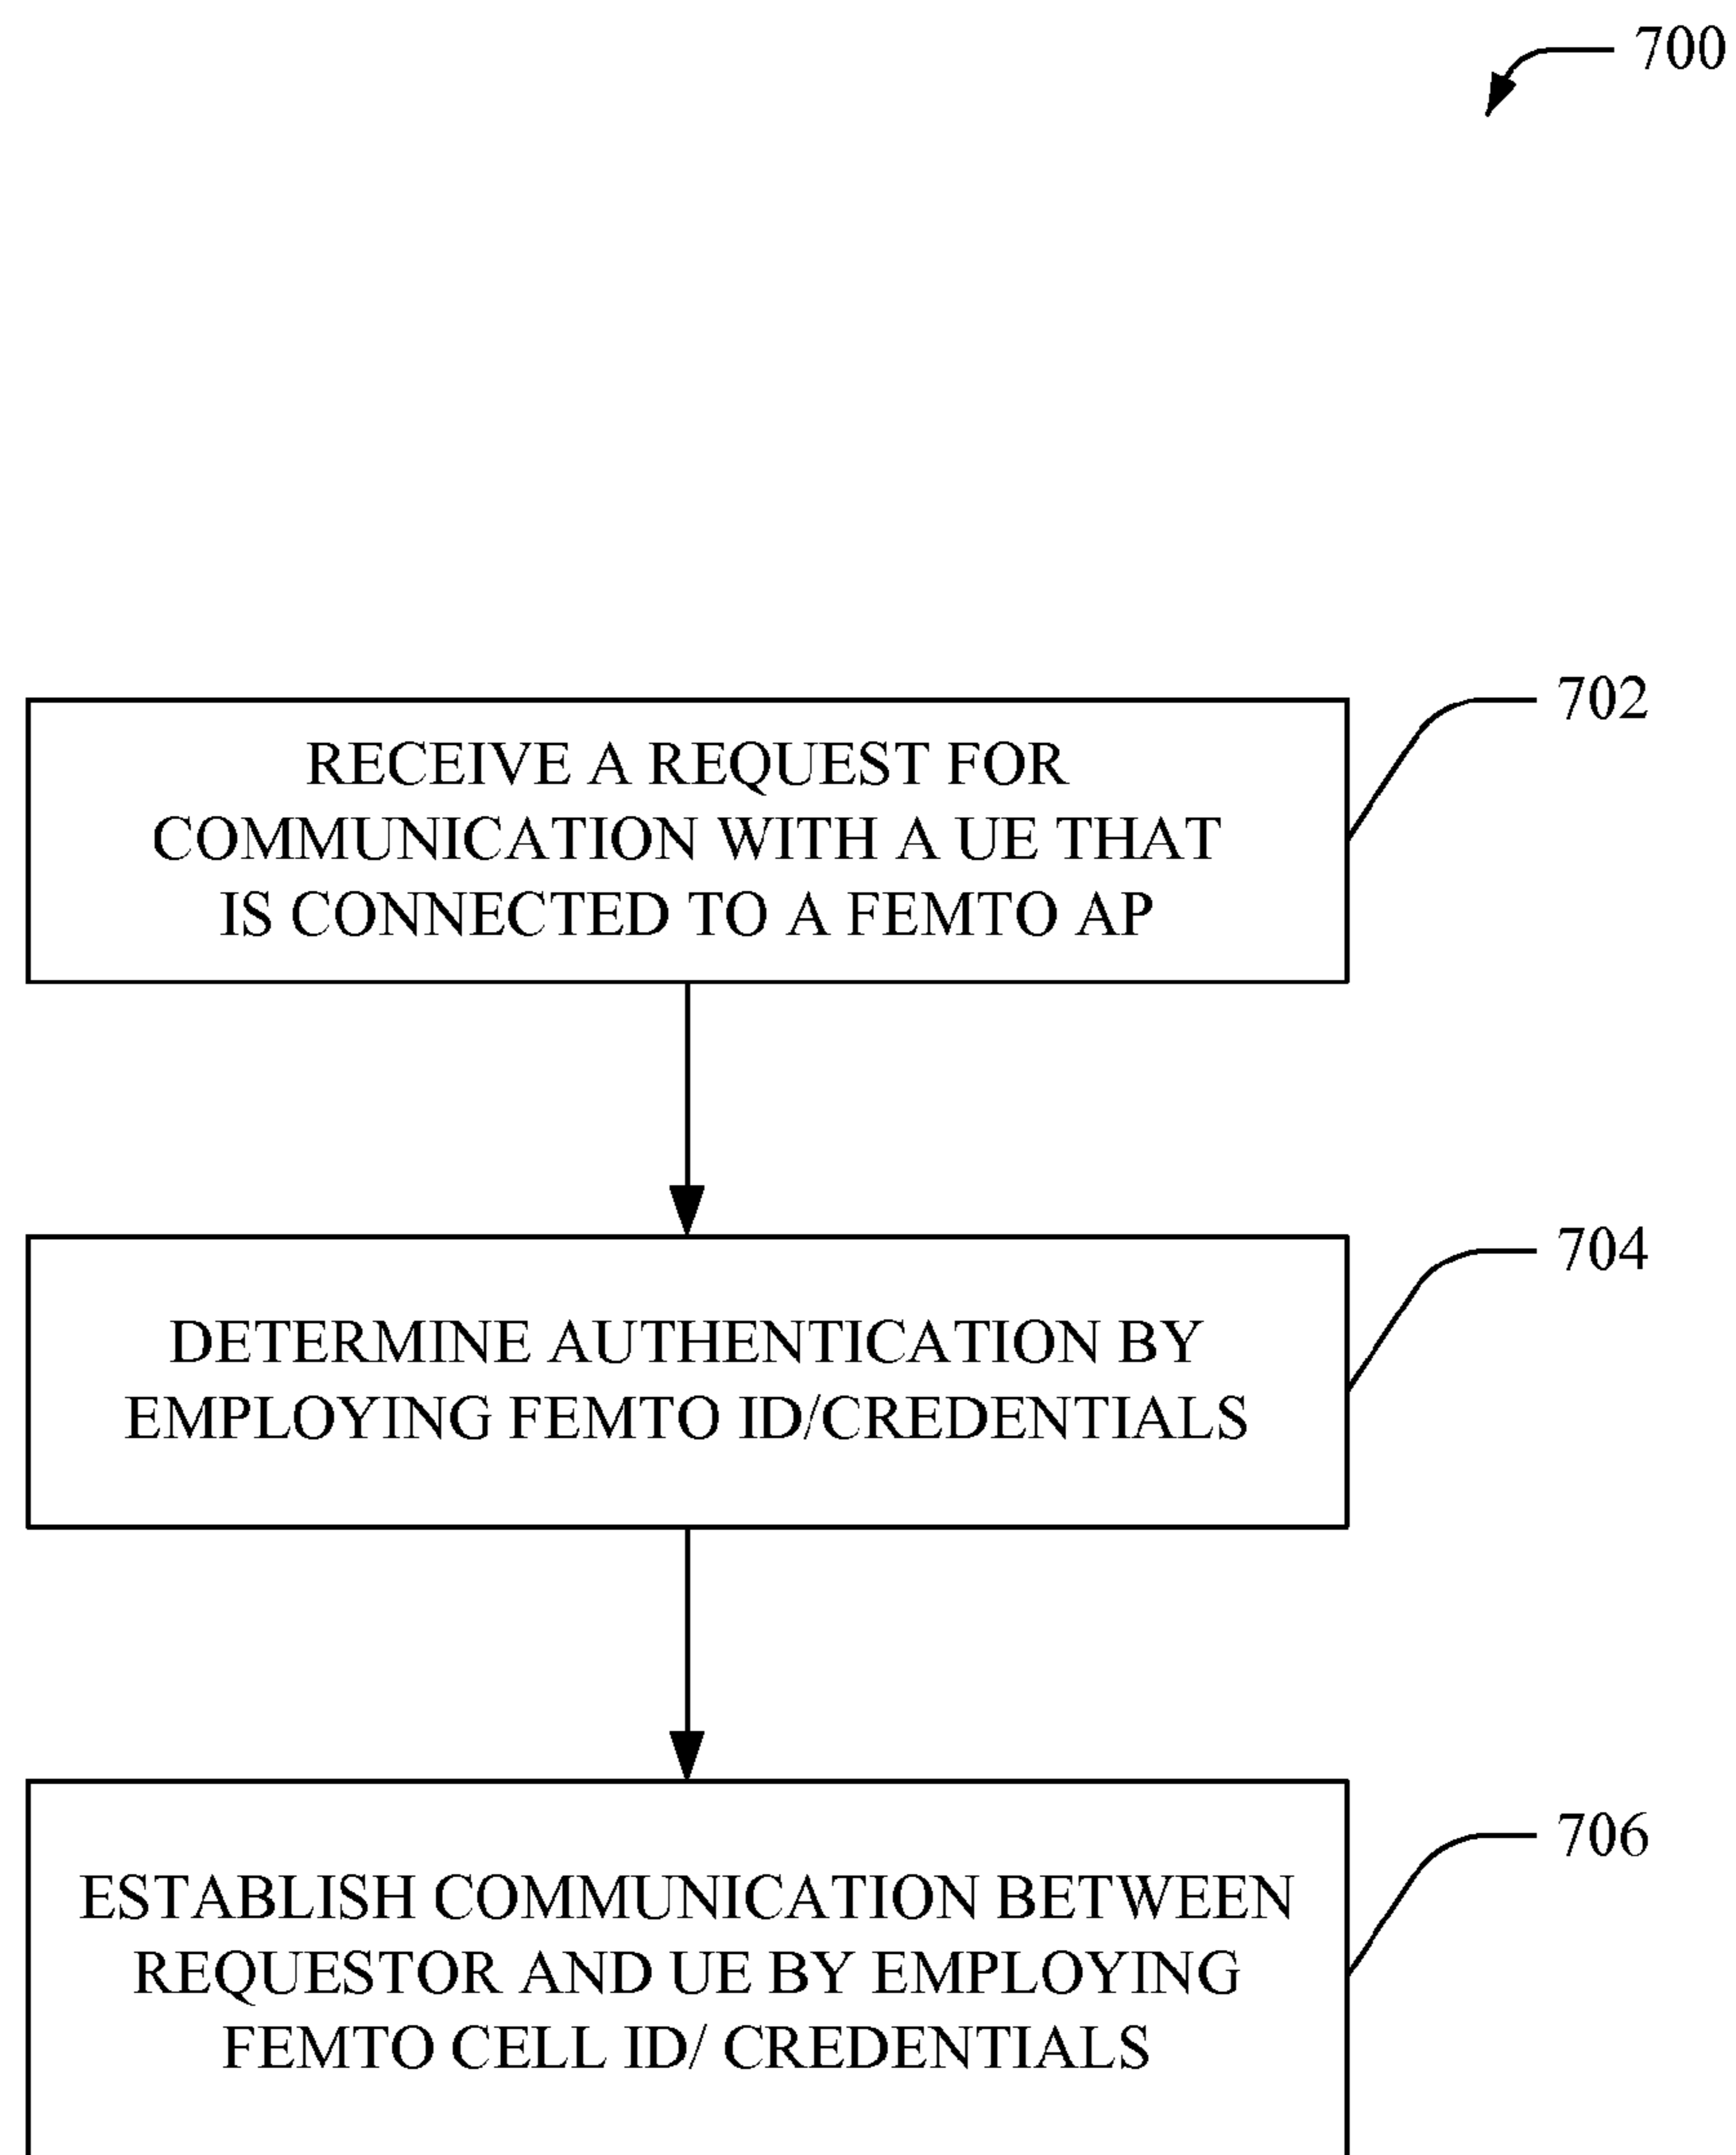 700
702
RECEIVE A REQUEST FOR
COMMUNICATION WITH A UE THAT
IS CONNECTED TO A FEMTO AP
704
DETERMINE AUTHENTICATION BY
EMPLOYING FEMTO ID/CREDENTIALS
706
ESTABLISH COMMUNICATION BETWEEN
REQUESTOR AND UE BY EMPLOYING
FEMTO CELL ID/ CREDENTIALS